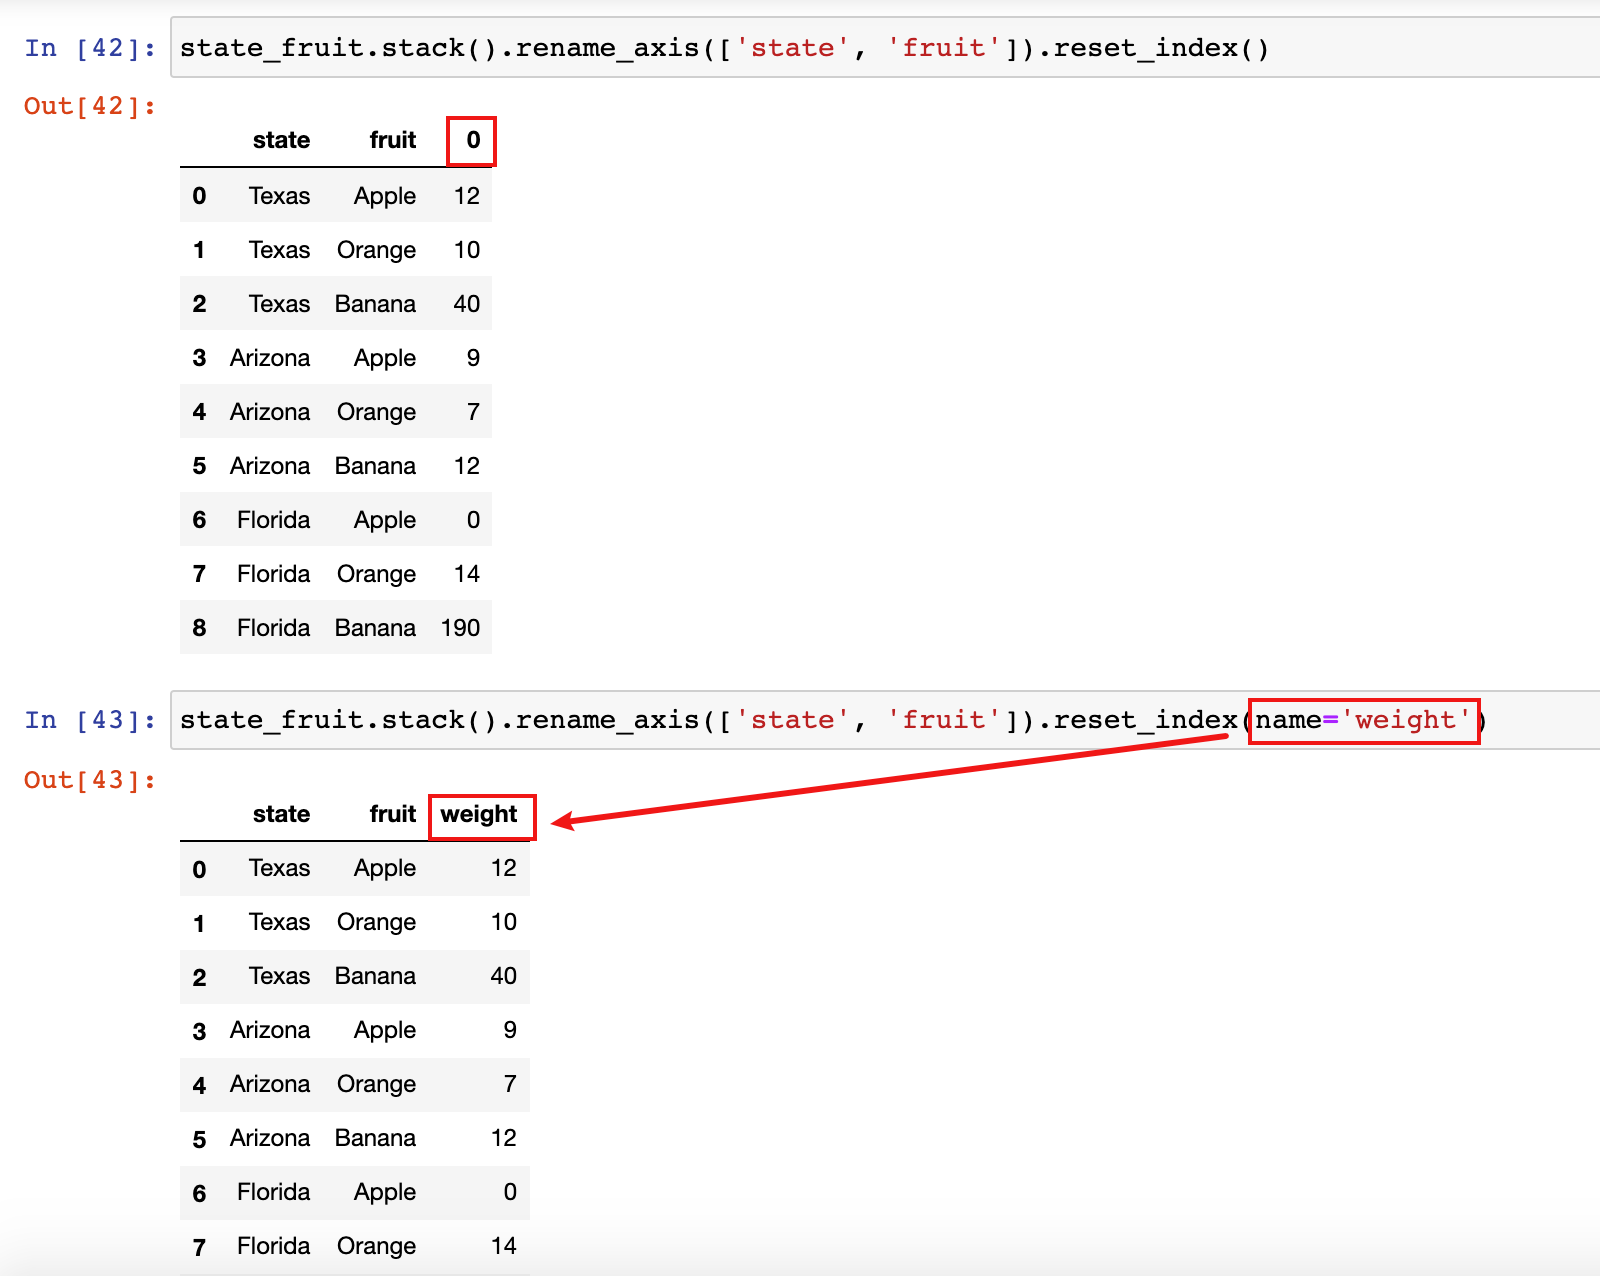 In [42]: state_fruit.stack().rename_axis(['state', 'fruit']).reset_index()
Out[42]:
state fruit 0
0 Texas Apple 12
1 Texas Orange 10
2 Texas Banana 40
3 Arizona Apple 9
4 Arizona Orange 7
5 Arizona Banana 12
6 Florida Apple 0
7 Florida Orange 14
8 Florida Banana 190
In [43]: state_fruit.stack().rename_axis(['state', 'fruit']).reset_index(name='weight')
Out[43]:
state fruit weight
0 Texas Apple 12
1 Texas Orange 10
2 Texas Banana 40
3 Arizona Apple 9
4 Arizona Orange 7
5 Arizona Banana 12
6 Florida Apple 0
7 Florida Orange 14